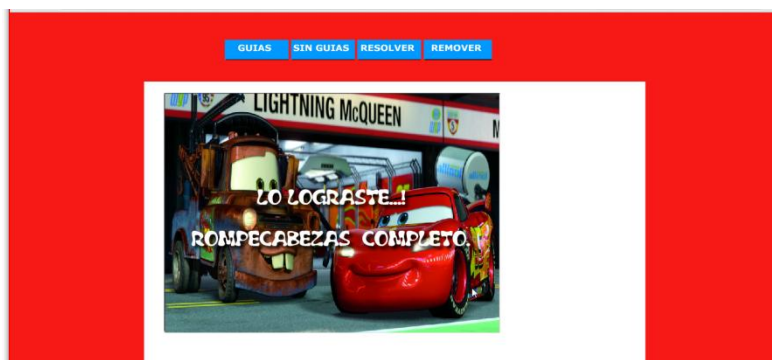 GUIAS SIN GUIAS RESOLVER REMOVER
LIGHTNING McQUEEN
LO LOGRASTE...!
ROMPECABEZAS COMPLETO.